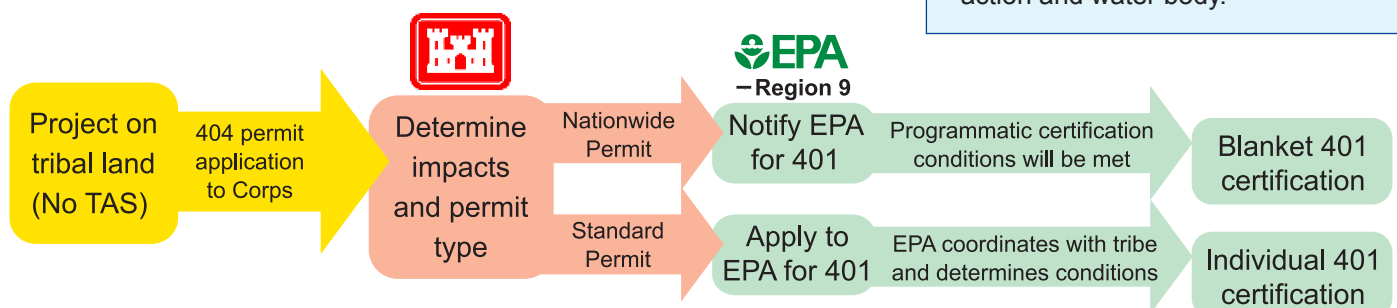 action and water body.
EPA
–Region 9
Project on
tribal land
(No TAS)
404 permit
application
to Corps
Determine
impacts
and permit
type
Nationwide
Permit
Notify EPA
for 401
Programmatic certification
conditions will be met
Blanket 401
certification
Standard
Permit
Apply to
EPA for 401
EPA coordinates with tribe
and determines conditions
Individual 401
certification